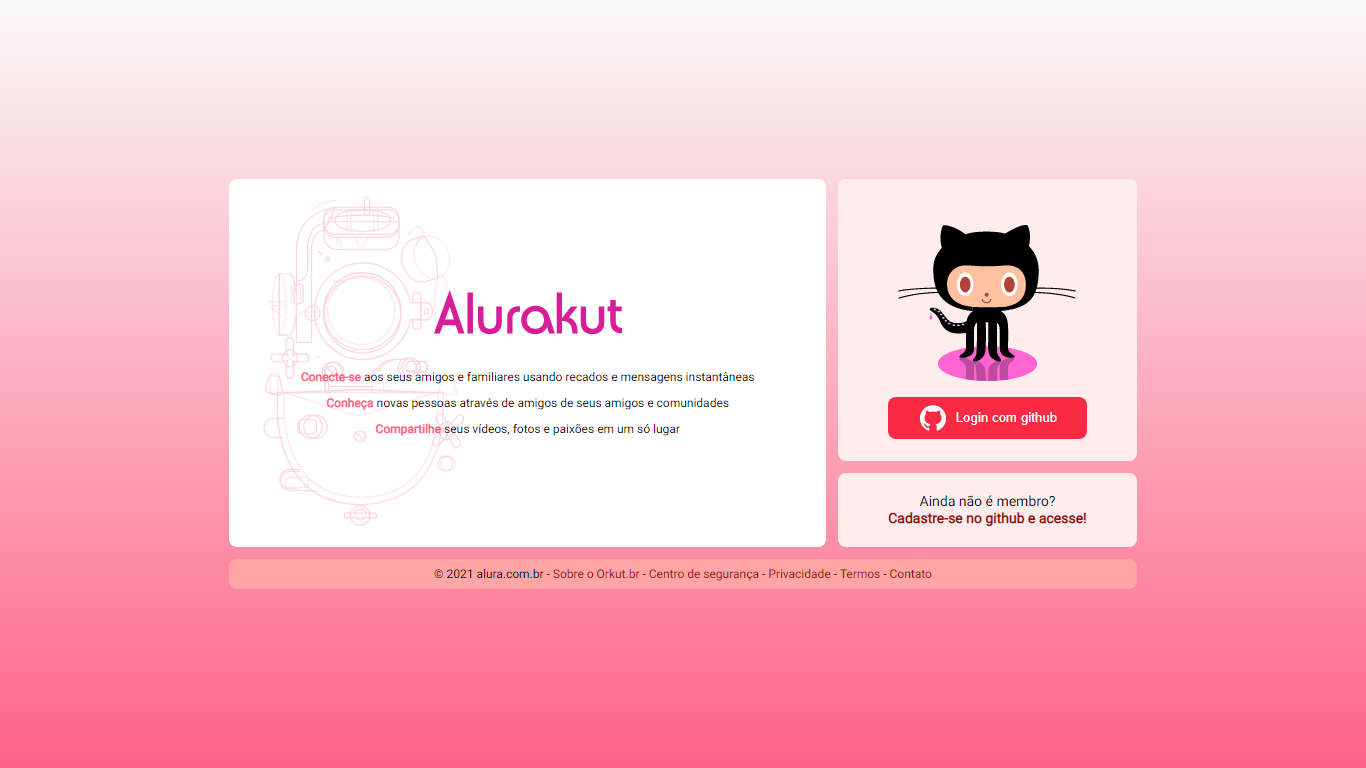 Alurakut
Conecte-se aos seus amigos e familiares usando recados e mensagens instantâneas
Conheça novas pessoas através de amigos de seus amigos e comunidades
Compartilhe seus vídeos, fotos e paixões em um só lugar
Login com github
Ainda não é membro?
Cadastre-se no github e acesse!
© 2021 alura.com.br - Sobre o Orkut.br - Centro de segurança - Privacidade - Termos - Contato